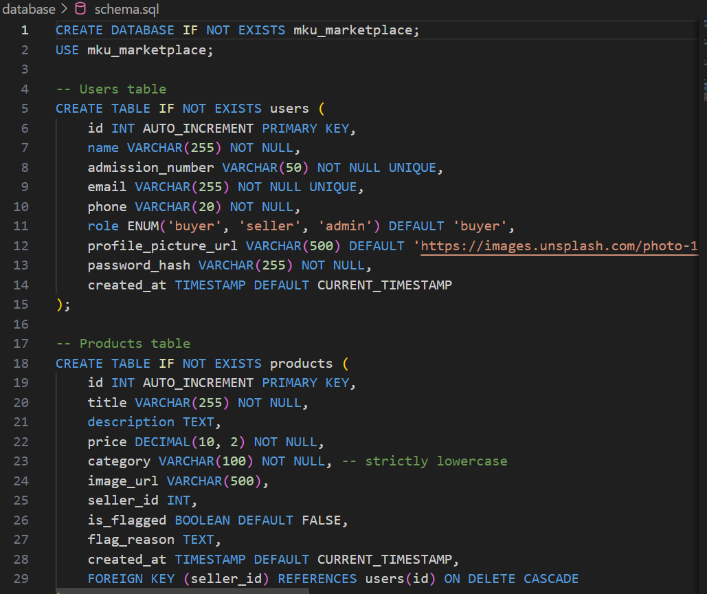 database > schema.sql
1 CREATE DATABASE IF NOT EXISTS mku_marketplace;
2 USE mku_marketplace;
3
4 -- Users table
5 CREATE TABLE IF NOT EXISTS users (
6 id INT AUTO_INCREMENT PRIMARY KEY,
7 name VARCHAR(255) NOT NULL,
8 admission_number VARCHAR(50) NOT NULL UNIQUE,
9 email VARCHAR(255) NOT NULL UNIQUE,
10 phone VARCHAR(20) NOT NULL,
11 role ENUM('buyer', 'seller', 'admin') DEFAULT 'buyer',
12 profile_picture_url VARCHAR(500) DEFAULT 'https://images.unsplash.com/photo-1
13 password_hash VARCHAR(255) NOT NULL,
14 created_at TIMESTAMP DEFAULT CURRENT_TIMESTAMP
15 );
16
17 -- Products table
18 CREATE TABLE IF NOT EXISTS products (
19 id INT AUTO_INCREMENT PRIMARY KEY,
20 title VARCHAR(255) NOT NULL,
21 description TEXT,
22 price DECIMAL(10, 2) NOT NULL,
23 category VARCHAR(100) NOT NULL, -- strictly lowercase
24 image_url VARCHAR(500),
25 seller_id INT,
26 is_flagged BOOLEAN DEFAULT FALSE,
27 flag_reason TEXT,
28 created_at TIMESTAMP DEFAULT CURRENT_TIMESTAMP,
29 FOREIGN KEY (seller_id) REFERENCES users(id) ON DELETE CASCADE